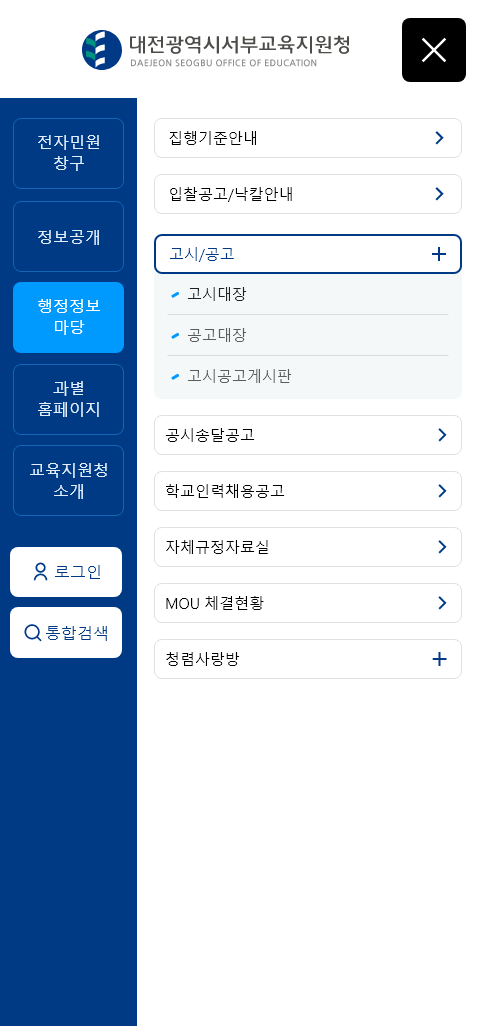 대전광역시서부교육지원청
DAEJEON SEOGBU OFFICE OF EDUCATION
전자민원
창구
정보공개
행정정보
마당
과별
홈페이지
교육지원청
소개
로그인
통합검색
집행기준안내
입찰공고/낙찰안내
고시/공고
고시대장
공고대장
고시공고게시판
공시송달공고
학교인력채용공고
자체규정자료실
MOU 체결현황
청렴사랑방